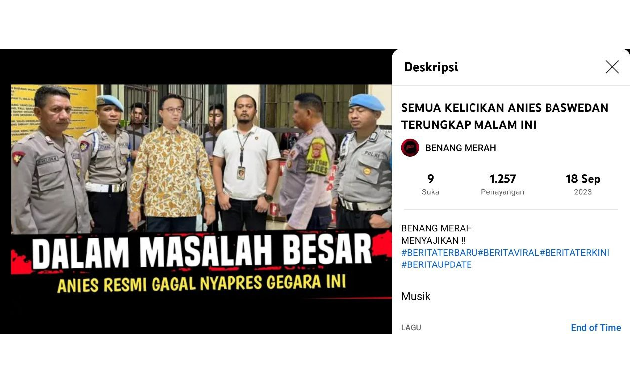 DALAM MASALAH BESAR
ANIES RESMI GAGAL NYAPRES GEGARA INI
Deskripsi
SEMUA KELICIKAN ANIES BASWEDAN
TERUNGKAP MALAM INI
BENANG MERAH
9 1.257 18 Sep
Suka Penayangan 2023
BENANG MERAH
MENYAJIKAN !!
#BERITATERBARU#BERITAVIRAL#BERITATERKINI
#BERITAUPDATE
Musik
LAGU End of Time